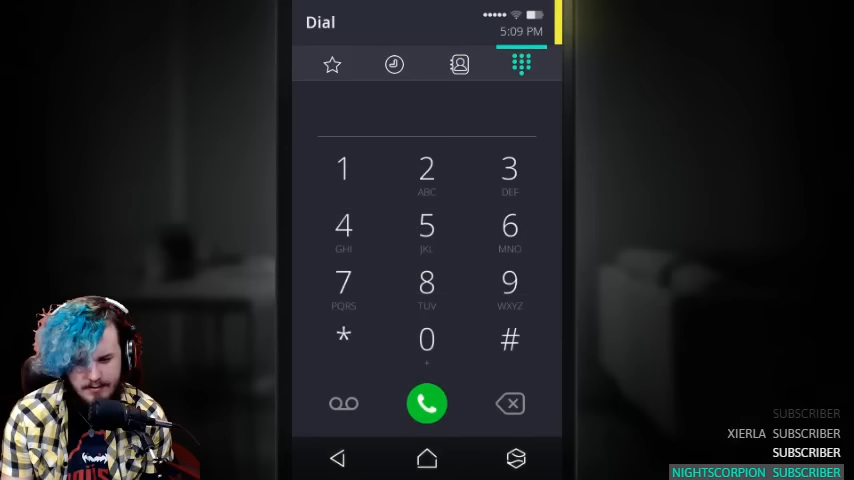 Dial
5:09 PM
1 2 3
ABC DEF
4 5 6
GHI JKL MNO
7 8 9
PQRS TUV WXYZ
* 0 #
+
SUBSCRIBER
XIERLA SUBSCRIBER
SUBSCRIBER
NIGHTSCORPION SUBSCRIBER